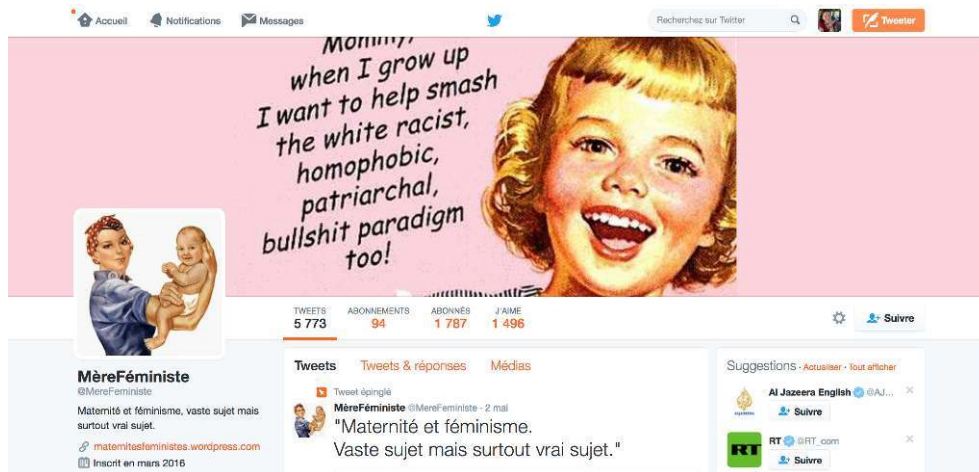 Accueil Notifications Messages Recherchez sur Twitter Tweeter
Mommy,
when I grow up
I want to help smash
the white racist,
homophobic,
patriarchal,
bullshit paradigm
too!
TWEETS ABONNEMENTS ABONNÉS J'AIME
5 773 94 1 787 1 496
Suivre
MèreFéministe
@MereFeministe
Maternité et féminisme, vaste sujet mais
surtout vrai sujet.
maternitesfeministes.wordpress.com
Inscrit en mars 2016
Tweets Tweets & réponses Médias
Tweet épinglé
MèreFéministe @MereFeministe · 2 mai
"Maternité et féminisme.
Vaste sujet mais surtout vrai sujet."
Suggestions · Actualiser · Tout afficher
Al Jazeera English @AJ...
Suivre
RT
RT @RT_com
Suivre